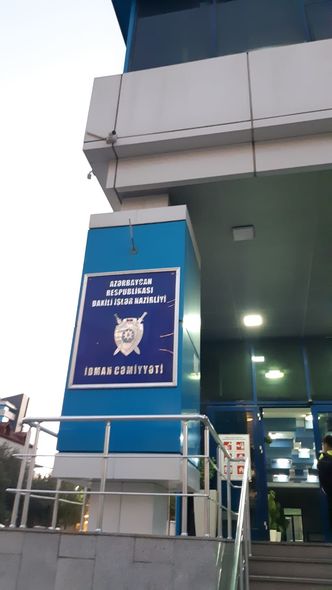 AZƏRBAYCAN
RESPUBLİKASI
DAXİLİ İŞLƏR NAZİRLİYİ
İDMAN CƏMİYYƏTİ